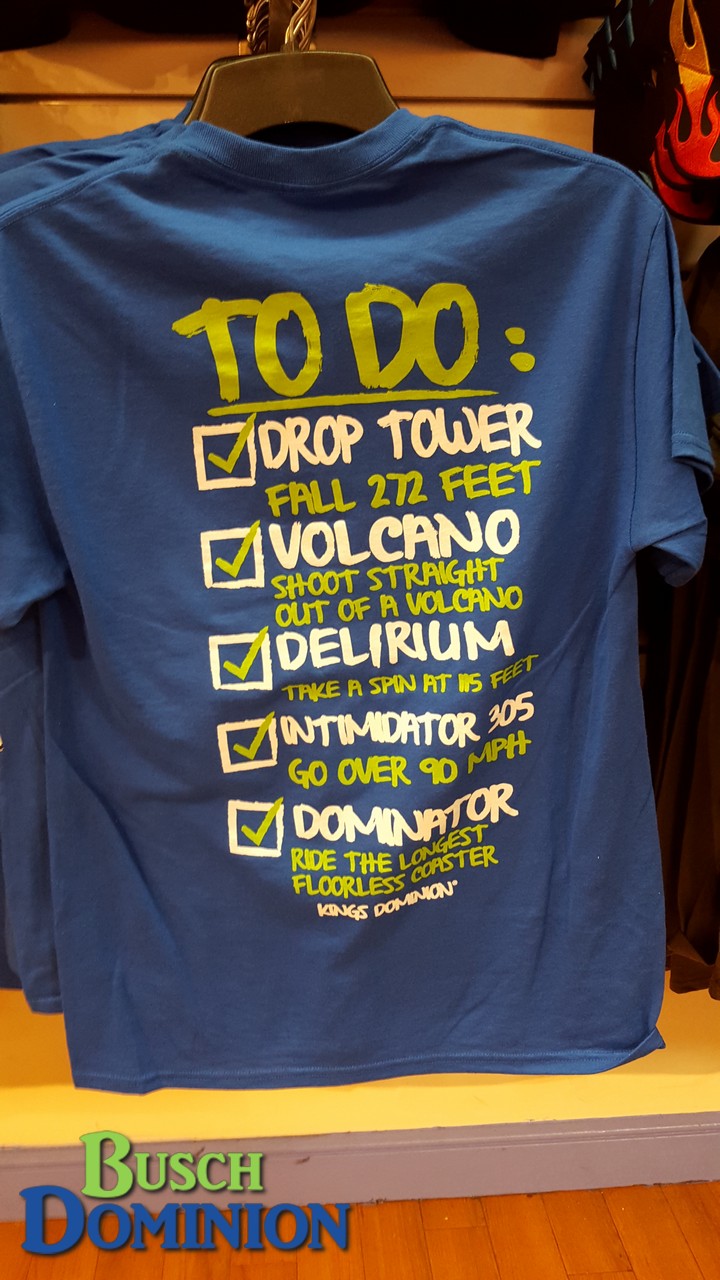 TO DO:
DROP TOWER
FALL 272 FEET
VOLCANO
SHOOT STRAIGHT
OUT OF A VOLCANO
DELIRIUM
TAKE A SPIN AT 115 FEET
INTIMIDATOR 305
GO OVER 90 MPH
DOMINATOR
RIDE THE LONGEST
FLOORLESS COASTER
KINGS DOMINION®
BUSCH
DOMINION